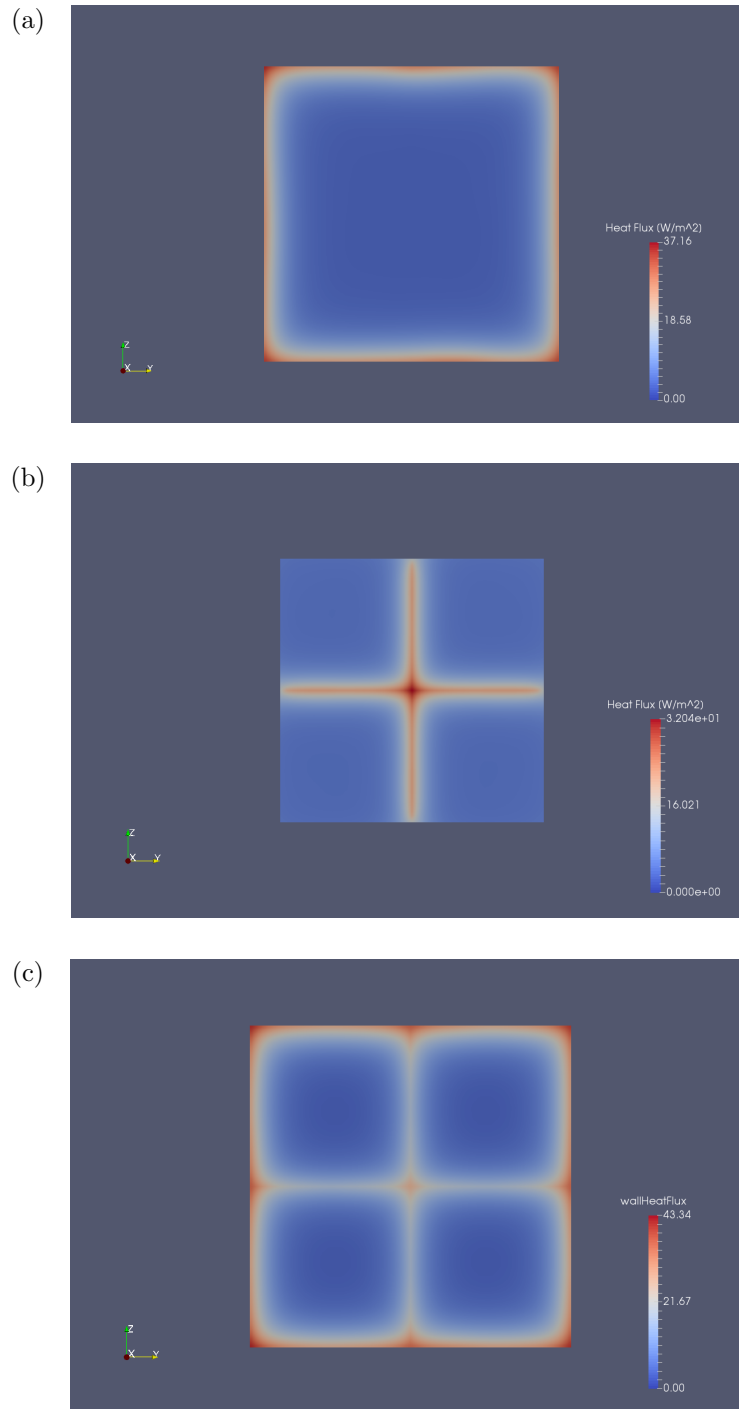 (a)
Heat Flux (W/m^2)
37.16
18.58
0.00
Z
X Y
(b)
Heat Flux (W/m^2)
3.204e+01
16.021
0.000e+00
Z
X Y
(c)
wallHeatFlux
43.34
21.67
0.00
Z
X Y